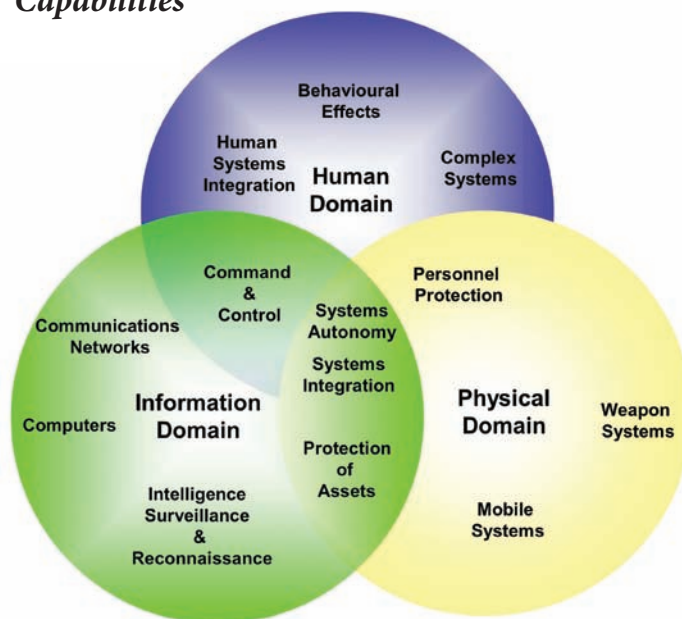 Capabilities
Behavioural
Effects
Human
Systems
Integration
Human
Domain
Complex
Systems
Command
&
Control
Personnel
Protection
Systems
Autonomy
Communications
Networks
Systems
Integration
Information
Domain
Physical
Domain
Computers
Weapon
Systems
Protection
of
Assets
Intelligence
Surveillance
&
Reconnaissance
Mobile
Systems